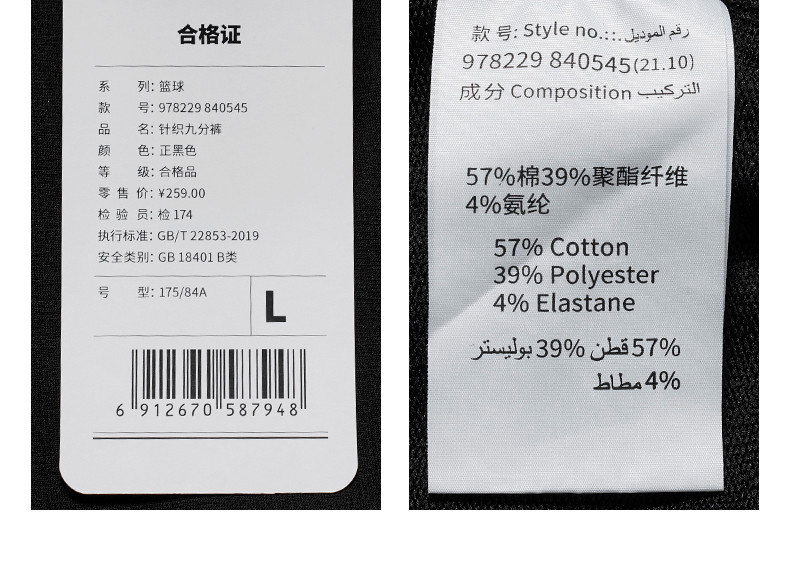 合格证
系 列: 篮球
款 号: 978229 840545
品 名: 针织九分裤
颜 色: 正黑色
等 级: 合格品
零 售 价: ¥259.00
检 验 员: 检 174
执行标准: GB/T 22853-2019
安全类别: GB 18401 B类
号 型: 175/84A
L
6 912670 587948
款 号: Style no.:.رقم الموديل:
978229 840545(21.10)
成分 Composition التركيب
57%棉39%聚酯纤维
4%氨纶
57% Cotton
39% Polyester
4% Elastane
57% قطن 39% بوليستر
4% مطاط